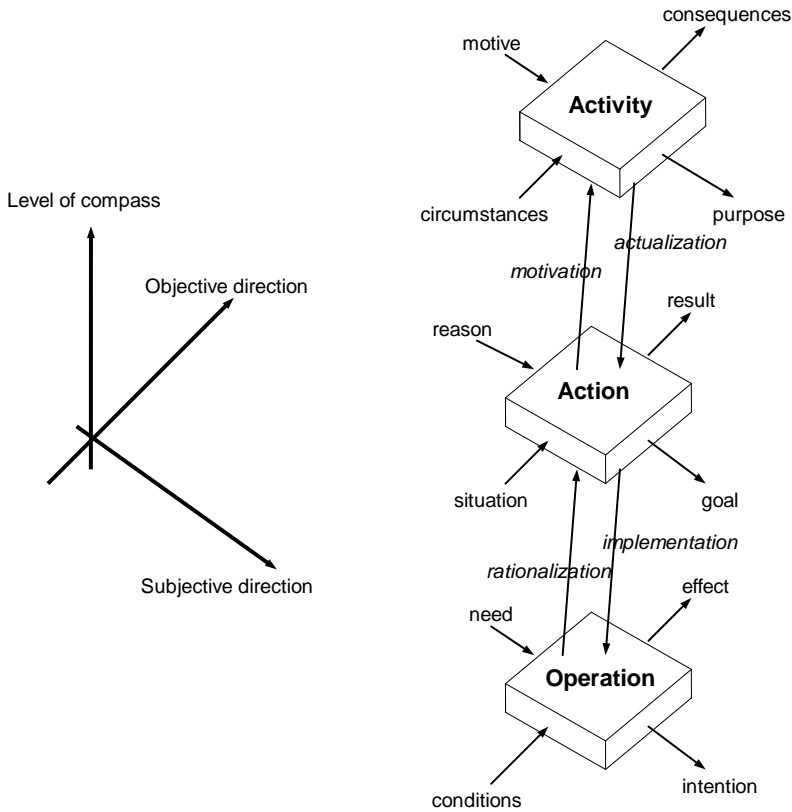 consequences
motive
Activity
Level of compass
circumstances
purpose
actualization
motivation
Objective direction
result
reason
Action
situation
goal
implementation
rationalization
Subjective direction
effect
need
Operation
intention
conditions